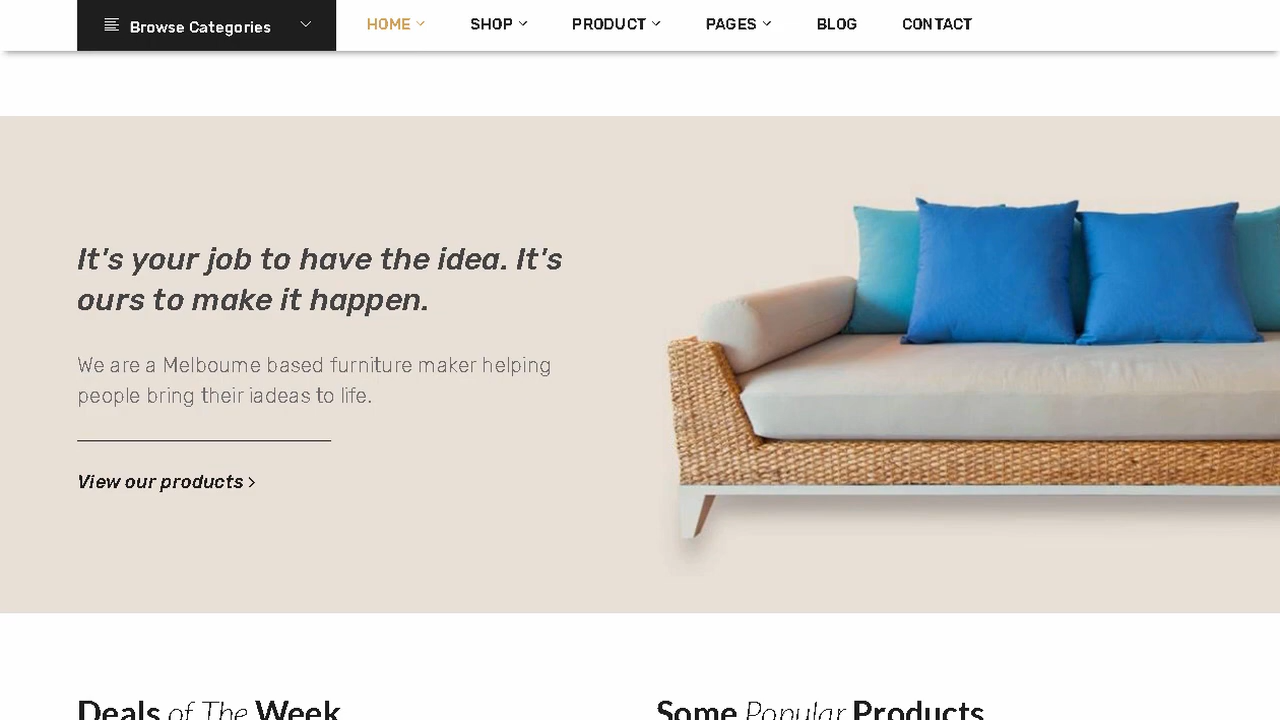 Browse Categories HOME SHOP PRODUCT PAGES BLOG CONTACT
It's your job to have the idea. It's
ours to make it happen.
We are a Melbourne based furniture maker helping
people bring their iadeas to life.
View our products
Deals of The Week
Some Popular Products